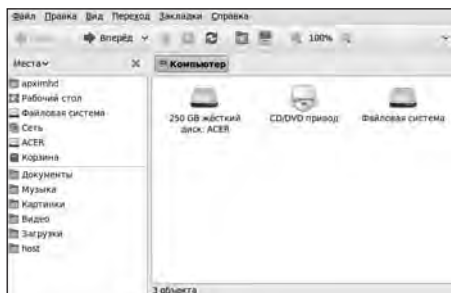 Файл Правка Вид Переход Закладки Справка
Вперёд 100%
Места
Компьютер
apximhd
Рабочий стол
Файловая система
Сеть
ACER
Корзина
Документы
Музыка
Картинки
Видео
Загрузки
host
250 GB жёсткий
диск: ACER
CD/DVD привод
Файловая система
3 объекта